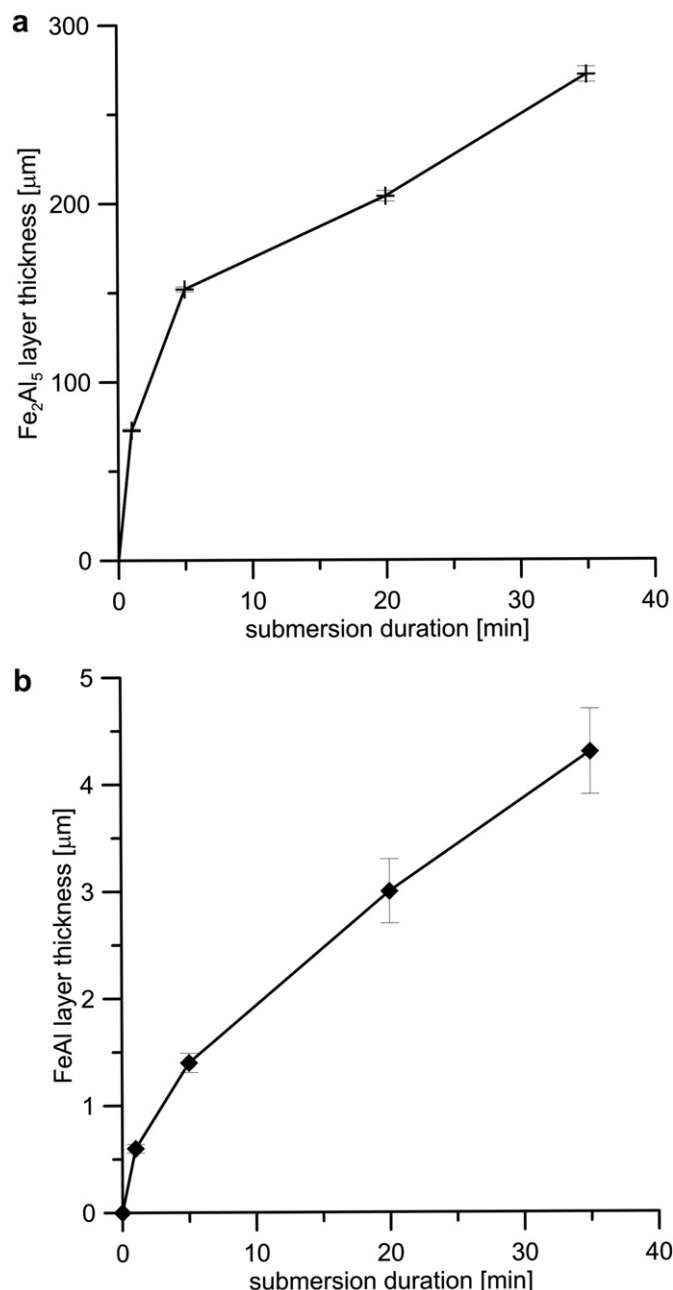 a
300
200
100
0
Fe₂Al₅ layer thickness [μm]
0 10 20 30 40
submersion duration [min]
b
5
4
3
2
1
0
FeAl layer thickness [μm]
0 10 20 30 40
submersion duration [min]